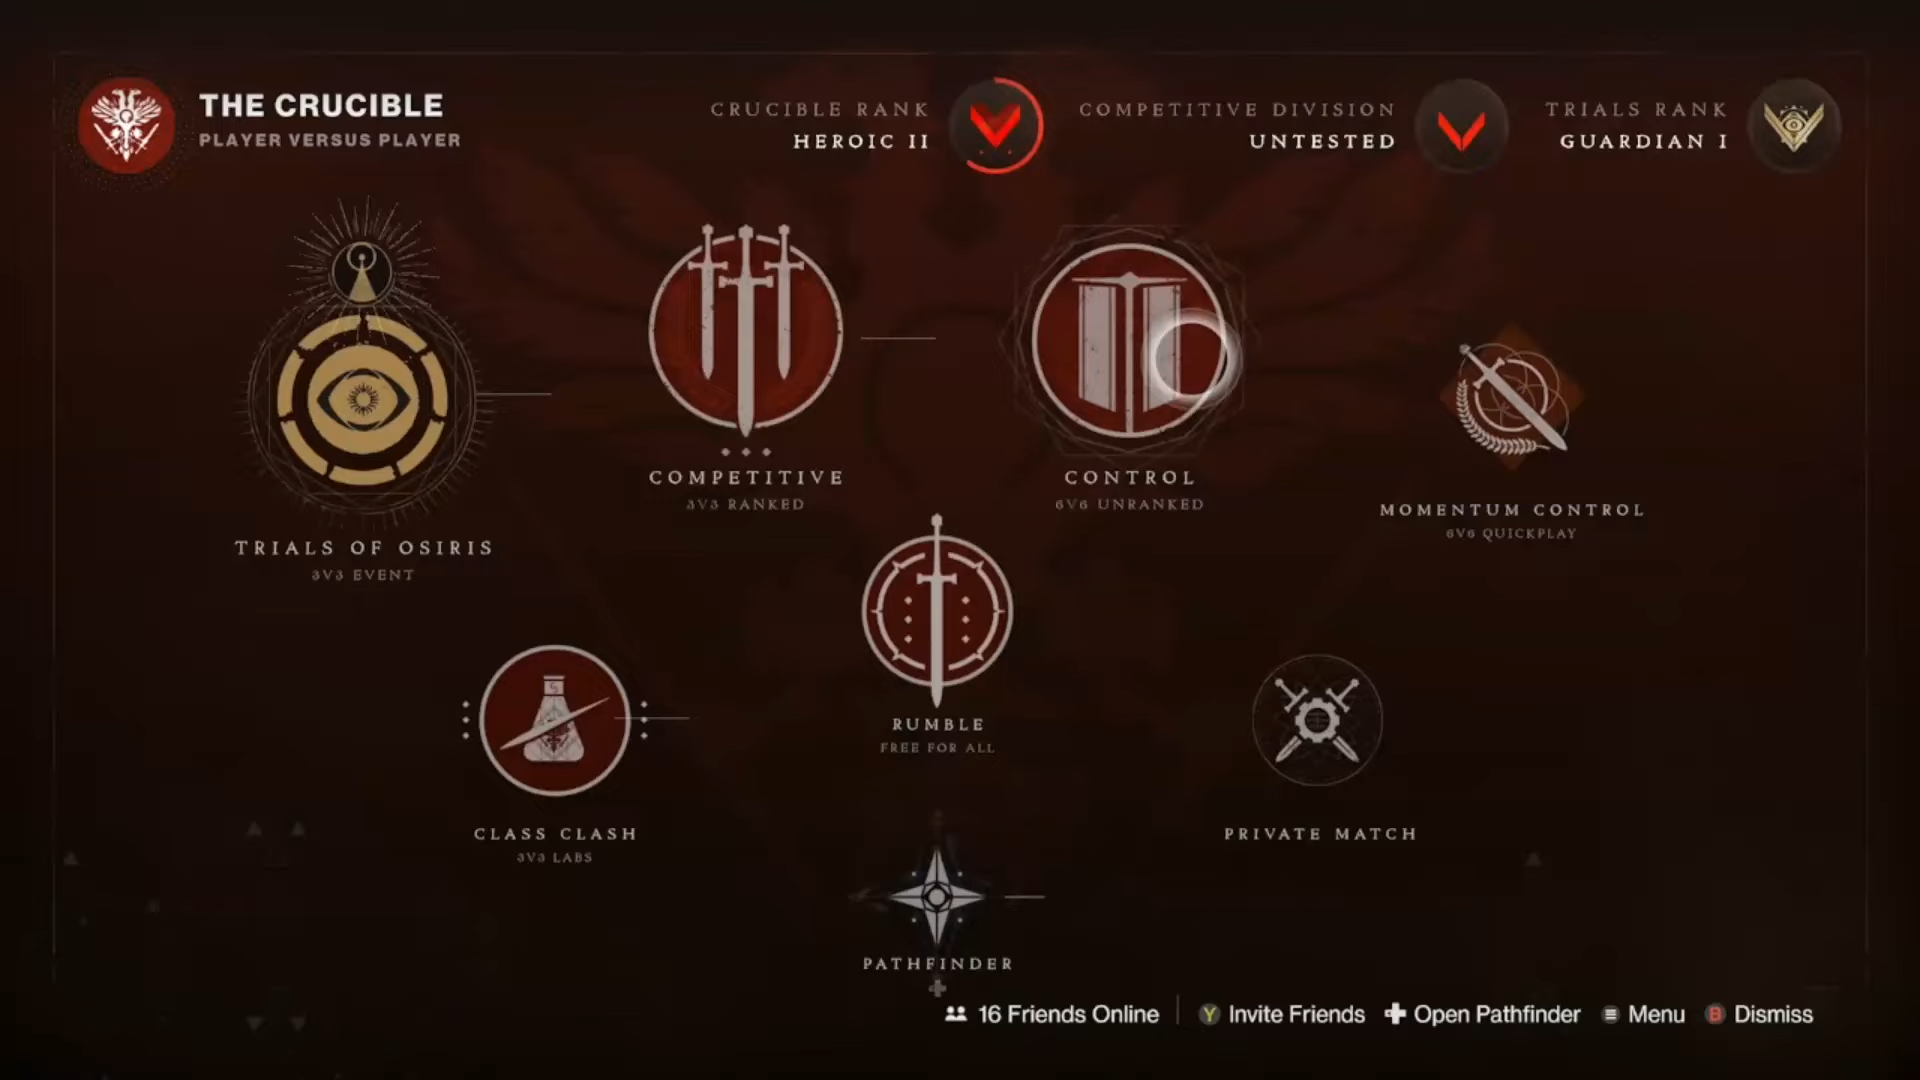 THE CRUCIBLE
PLAYER VERSUS PLAYER
CRUCIBLE RANK
HEROIC II
COMPETITIVE DIVISION
UNTESTED
TRIALS RANK
GUARDIAN I
TRIALS OF OSIRIS
3V3 EVENT
COMPETITIVE
3V3 RANKED
CONTROL
6V6 UNRANKED
MOMENTUM CONTROL
6V6 QUICKPLAY
RUMBLE
FREE FOR ALL
CLASS CLASH
3V3 LABS
PRIVATE MATCH
PATHFINDER
16 Friends Online
Y Invite Friends
Open Pathfinder
Menu
B Dismiss